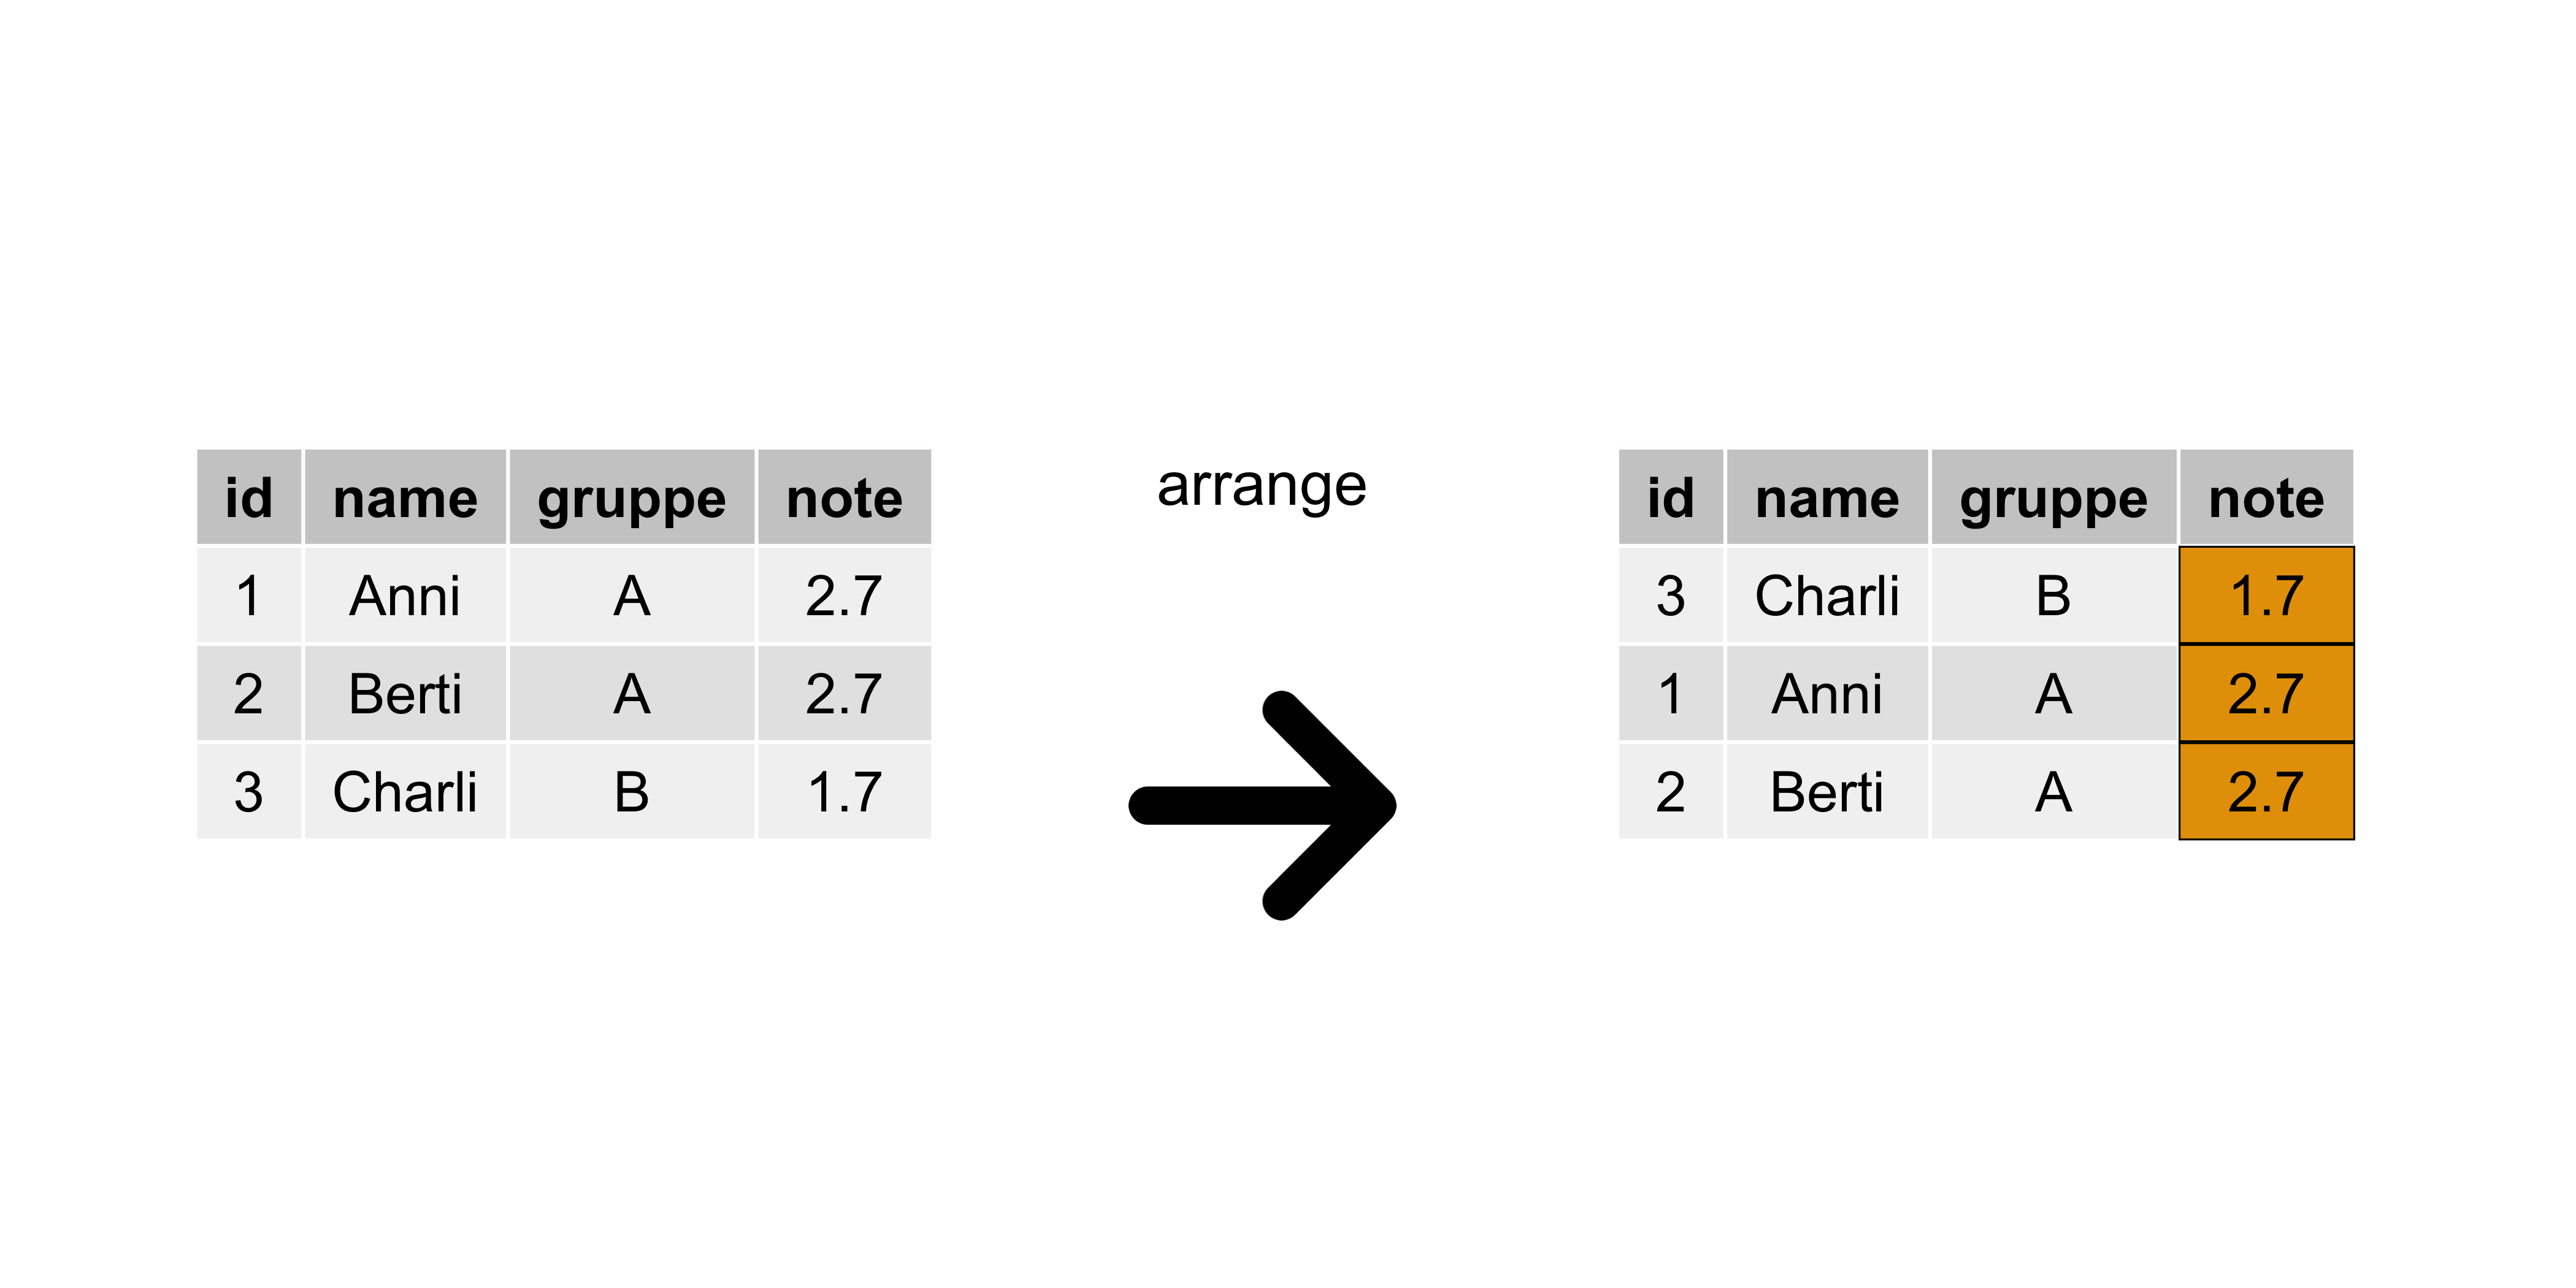 id name gruppe note
1 Anni A 2.7
2 Berti A 2.7
3 Charli B 1.7
arrange
id name gruppe note
3 Charli B 1.7
1 Anni A 2.7
2 Berti A 2.7